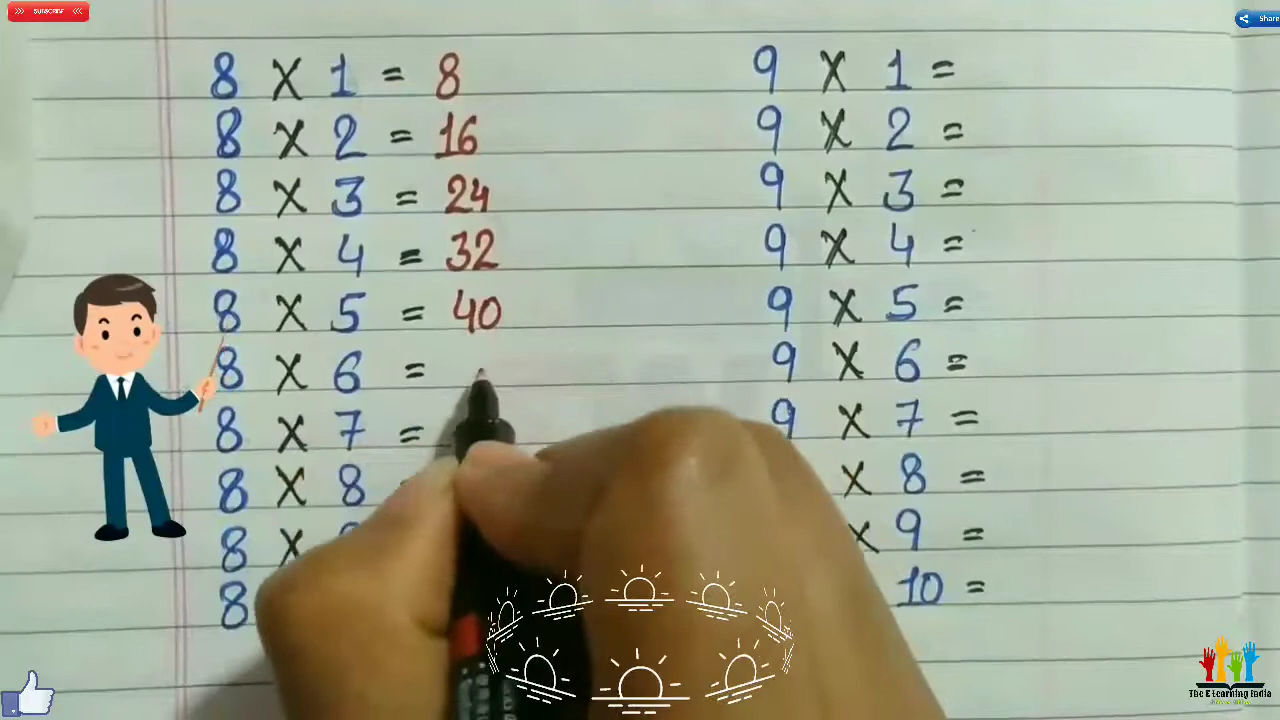 SUBSCRIBE
Share
8 X 1 = 8
8 X 2 = 16
8 X 3 = 24
8 X 4 = 32
8 X 5 = 40
8 X 6 =
8 X 7 =
8 X 8
8 X
8
9 X 1 =
9 X 2 =
9 X 3 =
9 X 4 =
9 X 5 =
9 X 6 =
9 X 7 =
X 8 =
X 9 =
10 =
The E Learning India